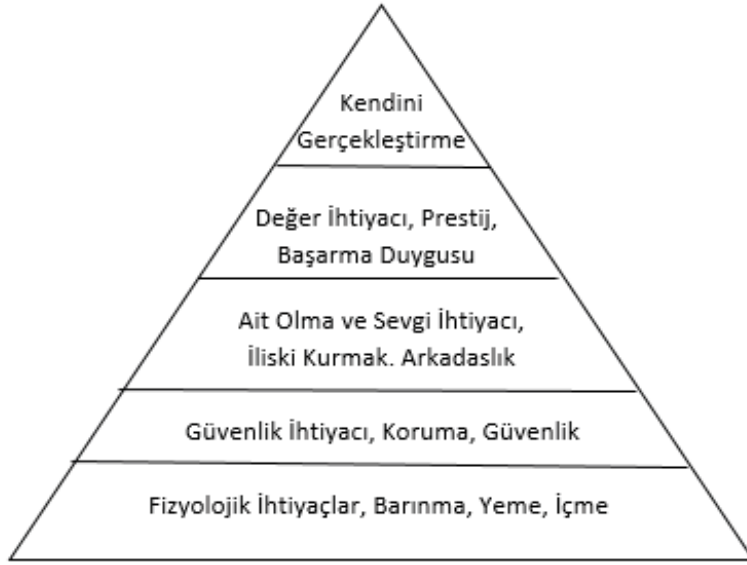 Kendini
Gerçekleştirme
Değer İhtiyacı, Prestij,
Başarma Duygusu
Ait Olma ve Sevgi İhtiyacı,
İliski Kurmak. Arkadaslık
Güvenlik İhtiyacı, Koruma, Güvenlik
Fizyolojik İhtiyaçlar, Barınma, Yeme, İçme